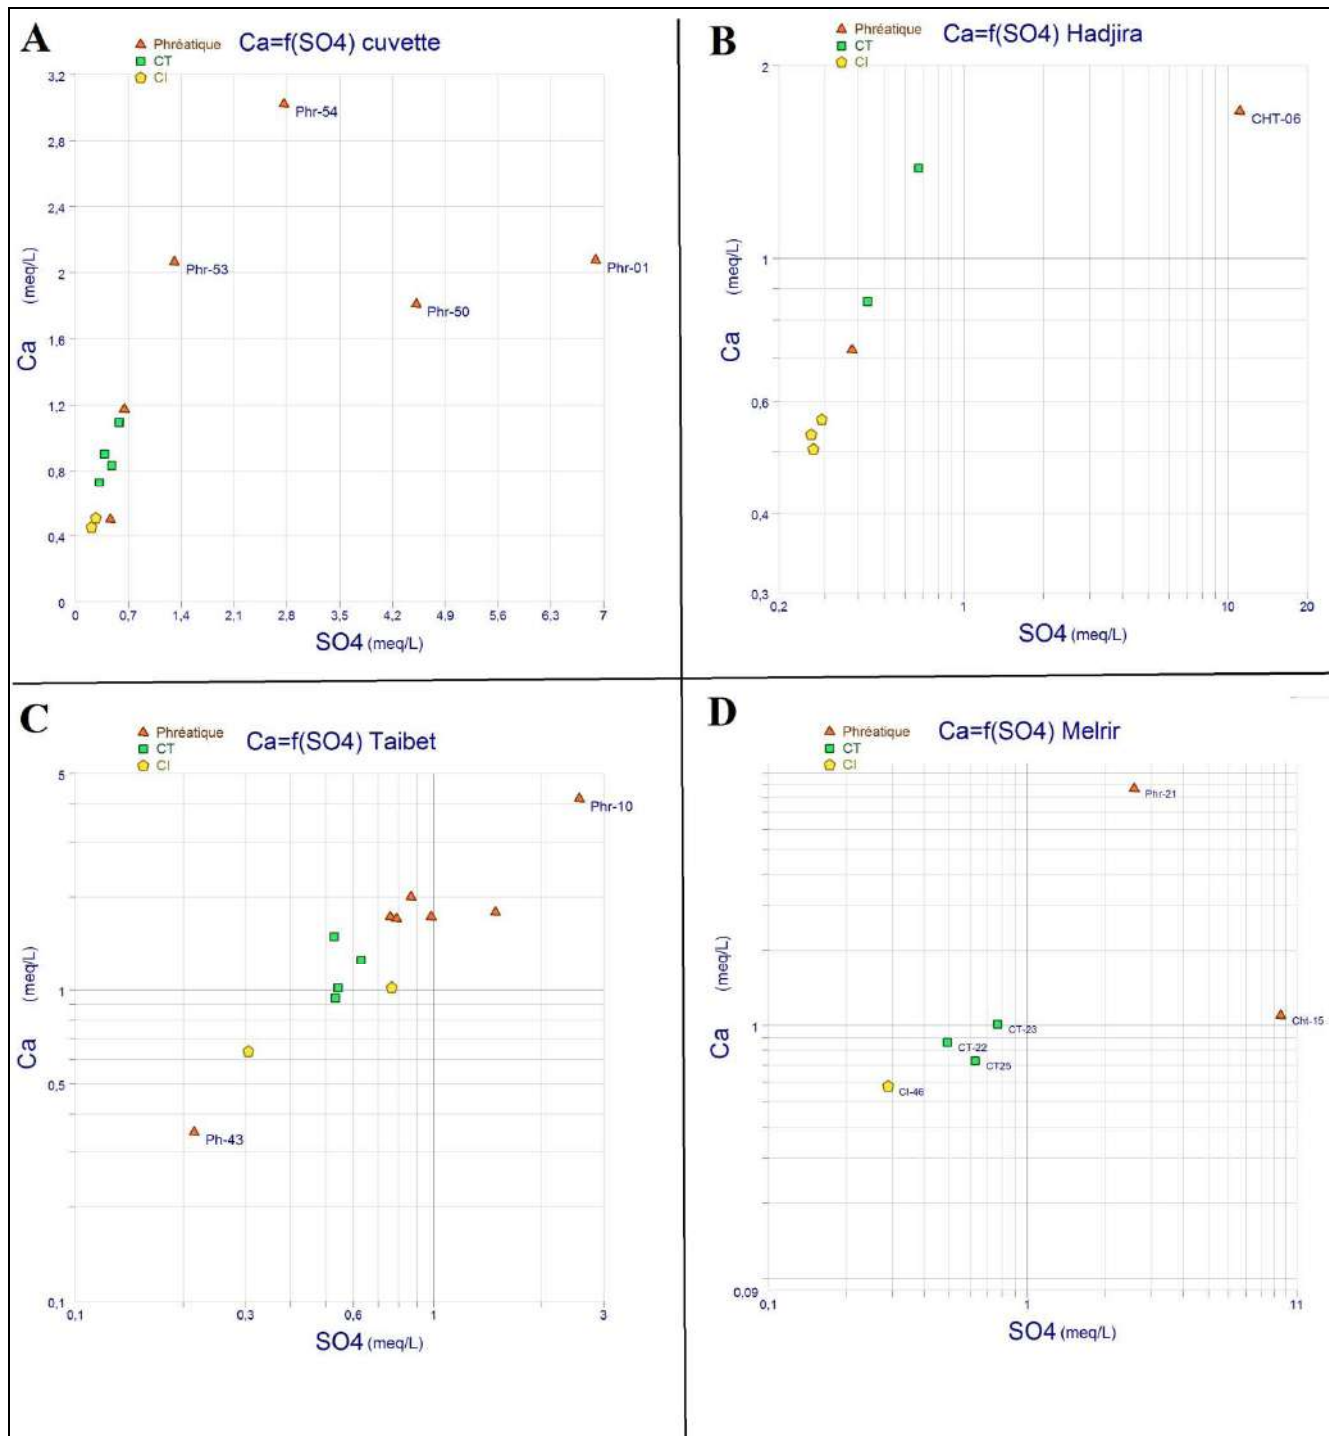 A
Ca=f(SO4) cuvette
Phréatique
CT
CI
3,2
2,8
2,4
2
1,6
1,2
0,8
0,4
0
Ca (meq/L)
Phr-54
Phr-53
Phr-01
Phr-50
0 0,7 1,4 2,1 2,8 3,5 4,2 4,9 5,6 6,3 7
SO4 (meq/L)
B
Ca=f(SO4) Hadjira
Phréatique
CT
CI
2
1
0,6
0,4
0,3
Ca (meq/L)
CHT-06
0,2 1 10 20
SO4 (meq/L)
C
Ca=f(SO4) Taibet
Phréatique
CT
CI
5
1
0,5
0,1
Ca (meq/L)
Phr-10
Ph-43
0,1 0,3 0,6 1 3
SO4 (meq/L)
D
Ca=f(SO4) Melrir
Phréatique
CT
CI
1
0,09
Ca (meq/L)
Phr-21
Cht-15
CT-23
CT-22
CT25
CI-46
0,1 1 11
SO4 (meq/L)